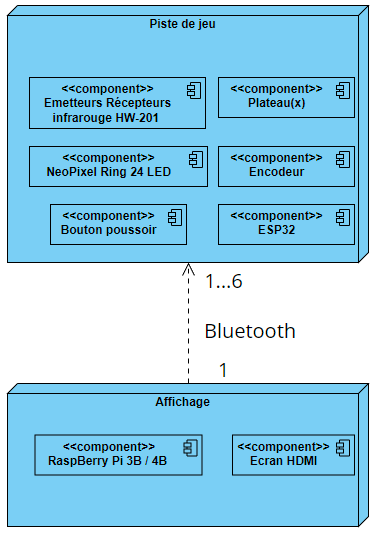 Piste de jeu
<<component>>
Emetteurs Récepteurs
infrarouge HW-201
<<component>>
Plateau(x)
<<component>>
NeoPixel Ring 24 LED
<<component>>
Encodeur
<<component>>
Bouton poussoir
<<component>>
ESP32
1...6
Bluetooth
1
Affichage
<<component>>
RaspBerry Pi 3B / 4B
<<component>>
Ecran HDMI